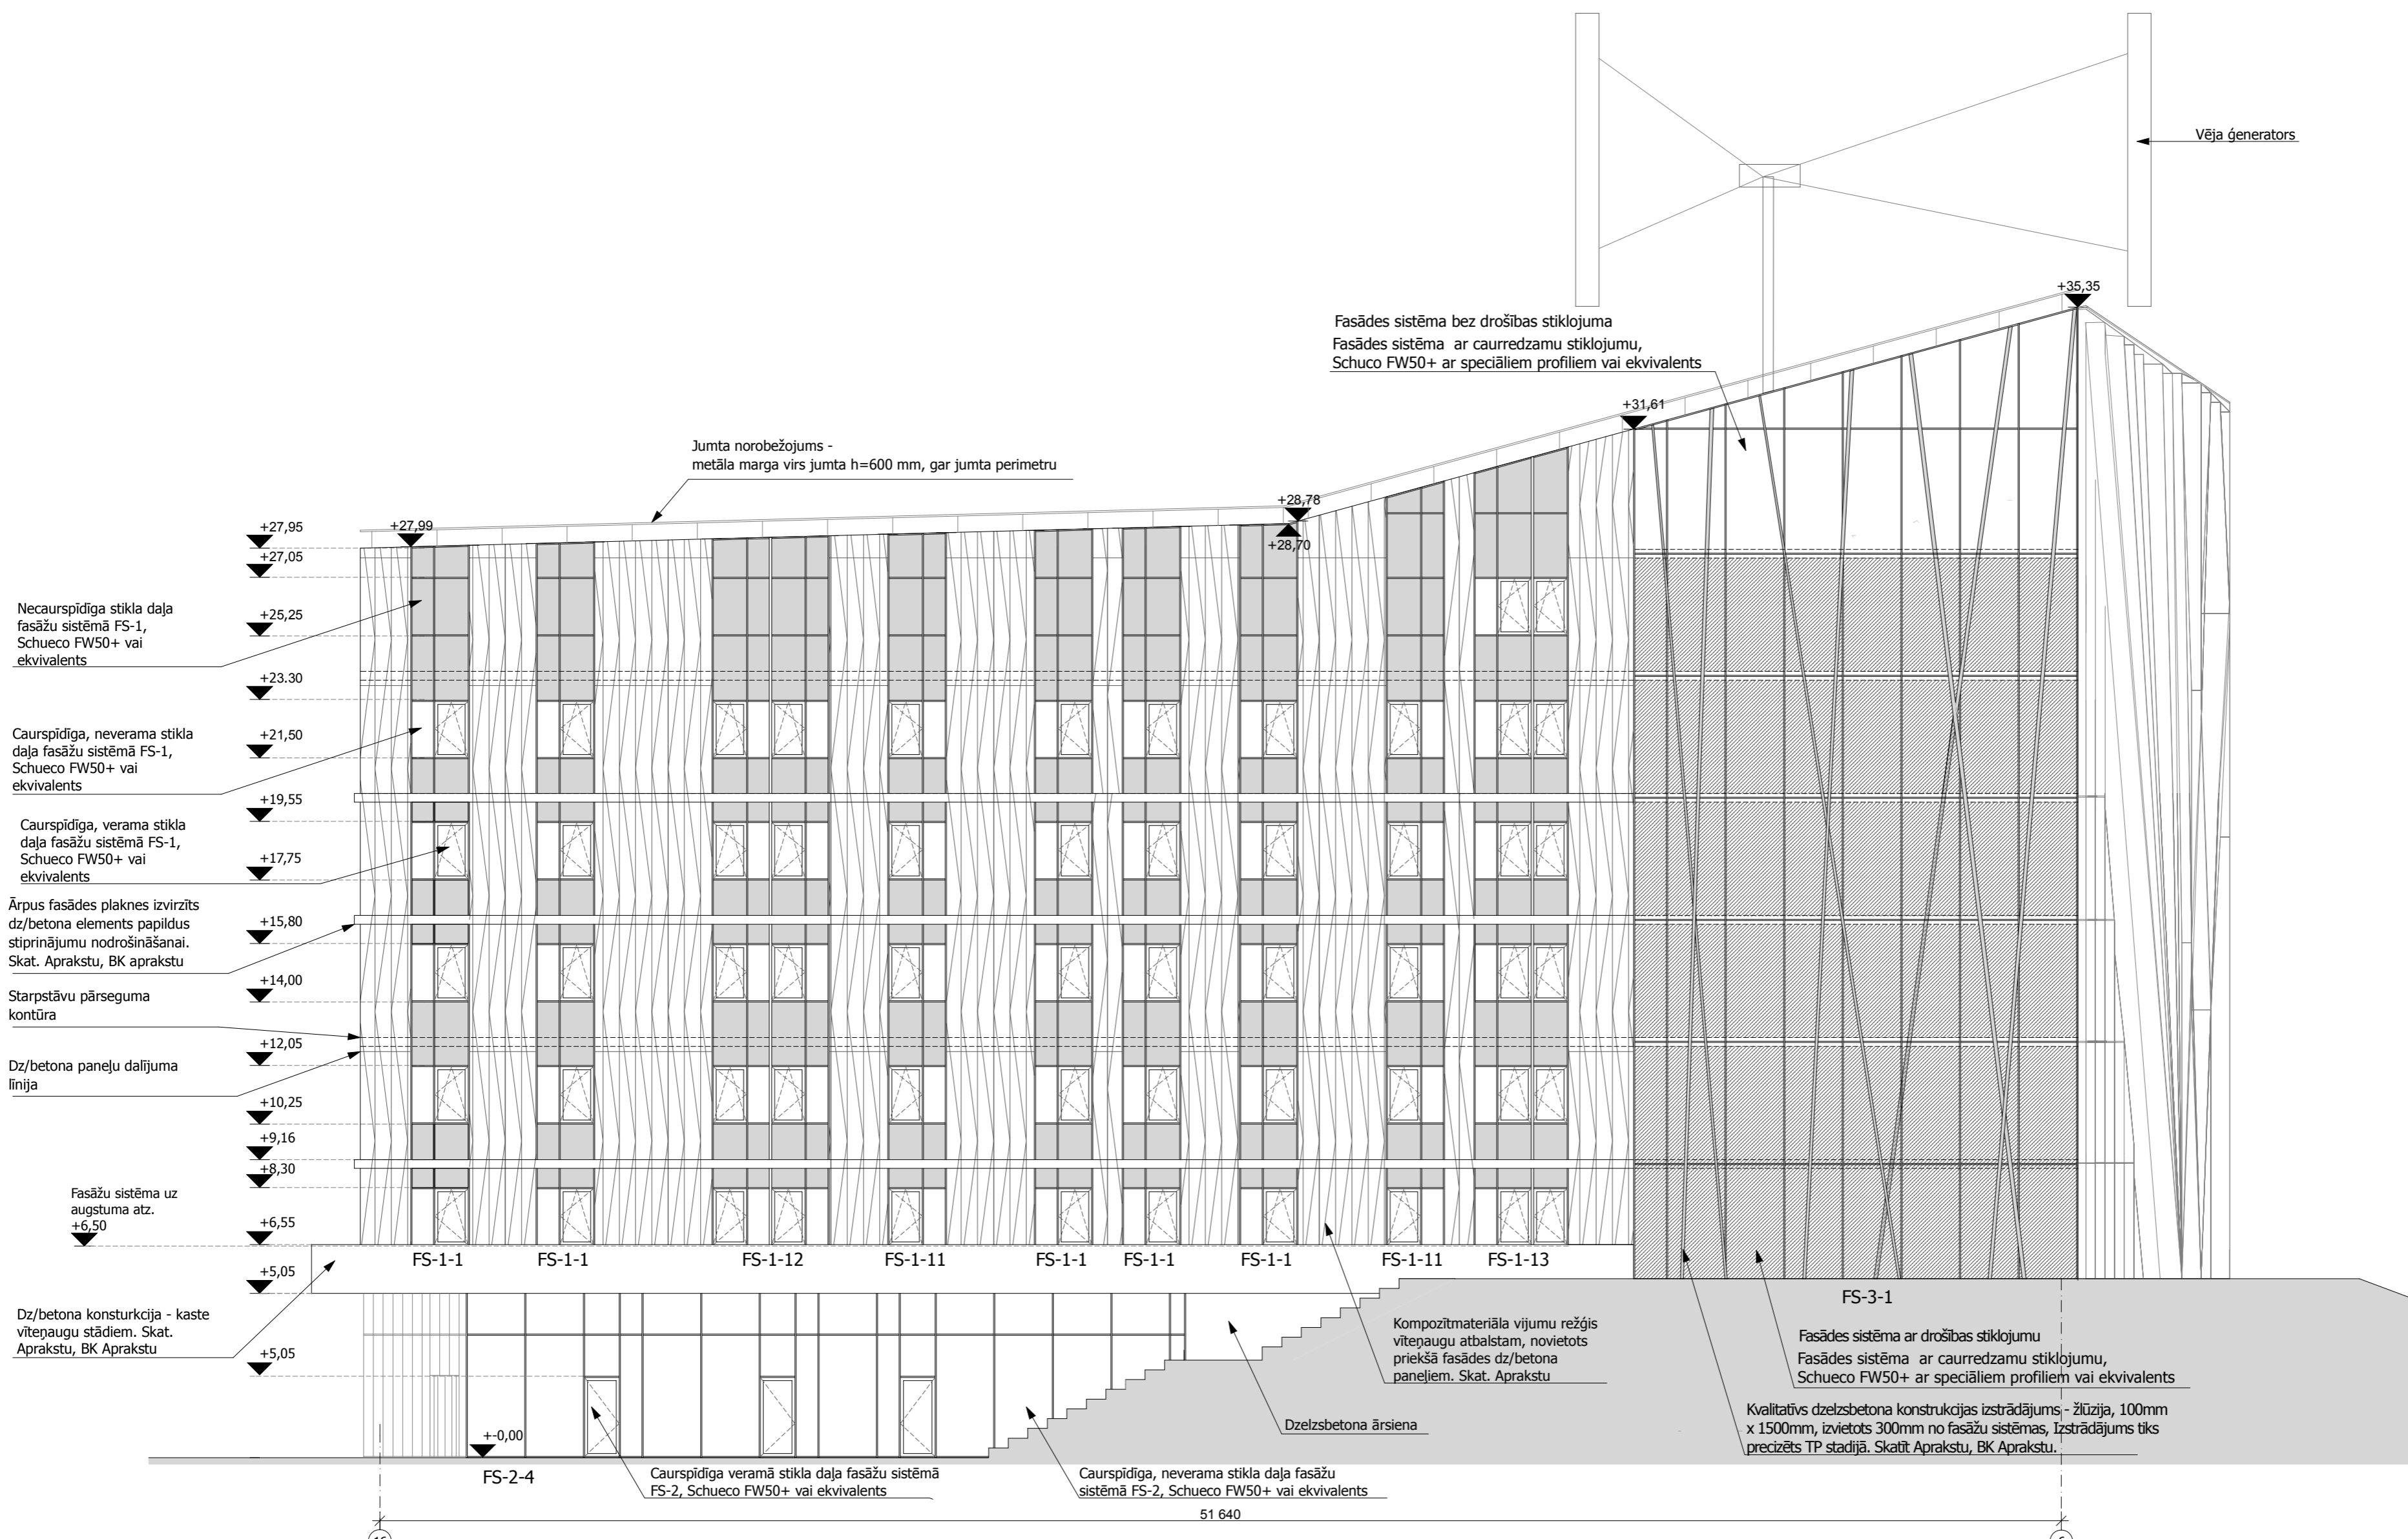 Vēja ģenerators
+35,35
Fasādes sistēma bez drošības stiklojuma
Fasādes sistēma ar caurredzamu stiklojumu,
Schuco FW50+ ar speciāliem profiliem vai ekvivalents
+31,61
Jumta norobežojums -
metāla marga virs jumta h=600 mm, gar jumta perimetru
+28,78
+28,70
+27,99
+27,95
+27,05
+25,25
+23.30
+21,50
+19,55
+17,75
+15,80
+14,00
+12,05
+10,25
+9,16
+8,30
+6,55
+5,05
+5,05
+-0,00
Necaurspīdīga stikla daļa
fasāžu sistēmā FS-1,
Schueco FW50+ vai
ekvivalents
Caurspīdīga, neverama stikla
daļa fasāžu sistēmā FS-1,
Schueco FW50+ vai
ekvivalents
Caurspīdīga, verama stikla
daļa fasāžu sistēmā FS-1,
Schueco FW50+ vai
ekvivalents
Ārpus fasādes plaknes izvirzīts
dz/betona elements papildus
stiprinājumu nodrošināšanai.
Skat. Aprakstu, BK aprakstu
Starpstāvu pārseguma
kontūra
Dz/betona paneļu dalījuma
līnija
Fasāžu sistēma uz
augstuma atz.
+6,50
Dz/betona konsturkcija - kaste
vīteņaugu stādiem. Skat.
Aprakstu, BK Aprakstu
FS-1-1
FS-1-1
FS-1-12
FS-1-11
FS-1-1
FS-1-1
FS-1-1
FS-1-11
FS-1-13
FS-3-1
Kompozītmateriāla vijumu režģis
vīteņaugu atbalstam, novietots
priekšā fasādes dz/betona
paneļiem. Skat. Aprakstu
Fasādes sistēma ar drošības stiklojumu
Fasādes sistēma ar caurredzamu stiklojumu,
Schueco FW50+ ar speciāliem profiliem vai ekvivalents
Kvalitatīvs dzelzsbetona konstrukcijas izstrādājums - žlūzija, 100mm
x 1500mm, izvietots 300mm no fasāžu sistēmas, Izstrādājums tiks
precizēts TP stadijā. Skatīt Aprakstu, BK Aprakstu.
Dzelzsbetona ārsiena
FS-2-4
Caurspīdīga veramā stikla daļa fasāžu sistēmā
FS-2, Schueco FW50+ vai ekvivalents
Caurspīdīga, neverama stikla daļa fasāžu
sistēmā FS-2, Schueco FW50+ vai ekvivalents
51 640